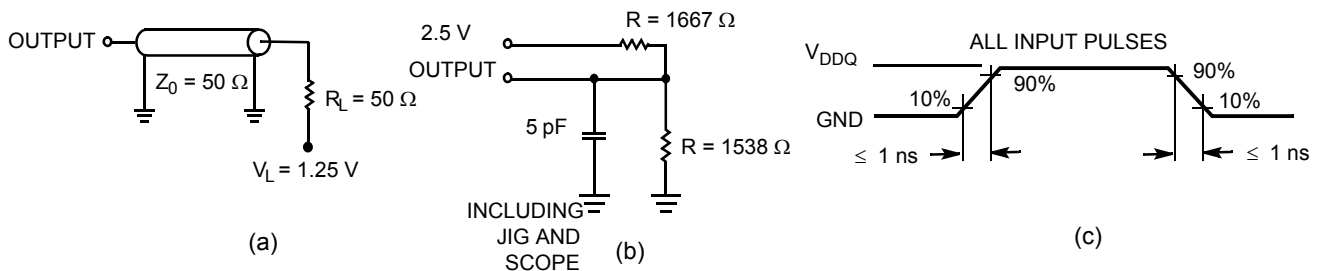 OUTPUT
Z0 = 50 Ω
RL = 50 Ω
VL = 1.25 V
(a)
R = 1667 Ω
2.5 V
OUTPUT
5 pF
R = 1538 Ω
INCLUDING
JIG AND
SCOPE
(b)
ALL INPUT PULSES
VDDQ
GND
10%
90%
90%
10%
≤ 1 ns
≤ 1 ns
(c)